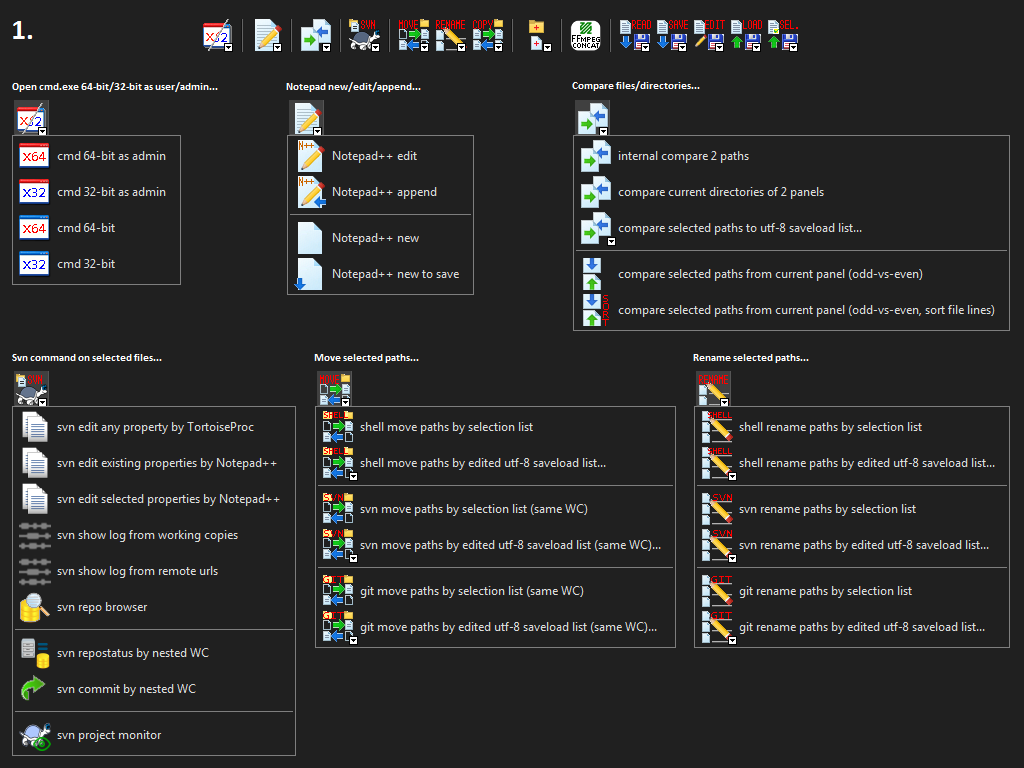 1.
X32
SVN
MOVE
RENAME
COPY
FFMPEG
CONCAT
READ
SAVE
EDIT
LOAD
SEL.
Open cmd.exe 64-bit/32-bit as user/admin...
X32
X64 cmd 64-bit as admin
X32 cmd 32-bit as admin
X64 cmd 64-bit
X32 cmd 32-bit
Notepad new/edit/append...
N++ Notepad++ edit
N++ Notepad++ append
Notepad++ new
Notepad++ new to save
Compare files/directories...
internal compare 2 paths
compare current directories of 2 panels
compare selected paths to utf-8 saveload list...
compare selected paths from current panel (odd-vs-even)
SORT compare selected paths from current panel (odd-vs-even, sort file lines)
Svn command on selected files...
SVN
svn edit any property by TortoiseProc
svn edit existing properties by Notepad++
svn edit selected properties by Notepad++
svn show log from working copies
svn show log from remote urls
svn repo browser
svn repostatus by nested WC
svn commit by nested WC
svn project monitor
Move selected paths...
MOVE
SHELL shell move paths by selection list
SHELL shell move paths by edited utf-8 saveload list...
SVN svn move paths by selection list (same WC)
SVN svn move paths by edited utf-8 saveload list (same WC)...
GIT git move paths by selection list (same WC)
GIT git move paths by edited utf-8 saveload list (same WC)...
Rename selected paths...
RENAME
SHELL shell rename paths by selection list
SHELL shell rename paths by edited utf-8 saveload list...
SVN svn rename paths by selection list
SVN svn rename paths by edited utf-8 saveload list...
GIT git rename paths by selection list
GIT git rename paths by edited utf-8 saveload list...